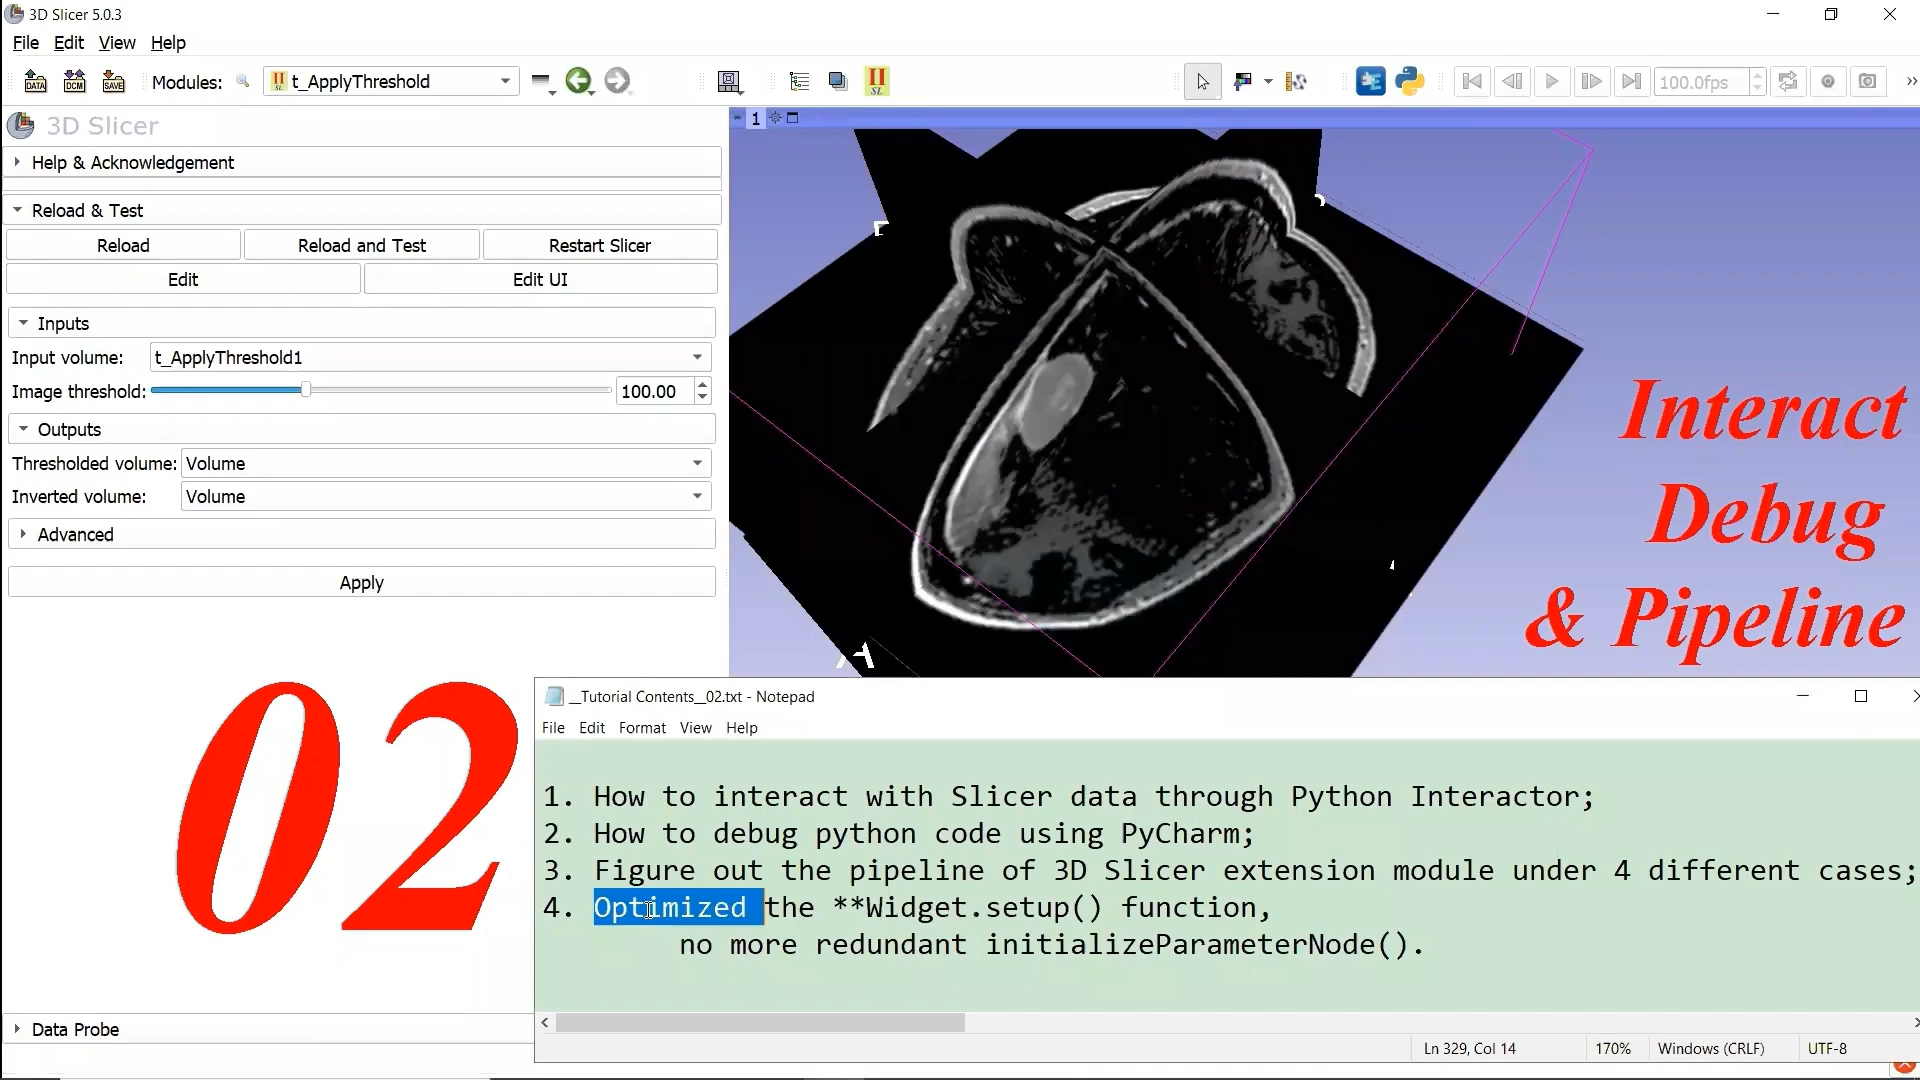 3D Slicer 5.0.3
File Edit View Help
DATA DCM SAVE Modules: t_ApplyThreshold SL 100.0fps »
3D Slicer
1
Help & Acknowledgement
Reload & Test
Reload Reload and Test Restart Slicer
Edit Edit UI
Inputs
Input volume: t_ApplyThreshold1
Image threshold: 100.00
Outputs
Thresholded volume: Volume
Inverted volume: Volume
Advanced
Apply
Interact
Debug
& Pipeline
A
02
__Tutorial Contents__02.txt - Notepad
File Edit Format View Help
1. How to interact with Slicer data through Python Interactor;
2. How to debug python code using PyCharm;
3. Figure out the pipeline of 3D Slicer extension module under 4 different cases;
4. Optimized the **Widget.setup() function,
no more redundant initializeParameterNode().
Data Probe
Ln 329, Col 14 170% Windows (CRLF) UTF-8